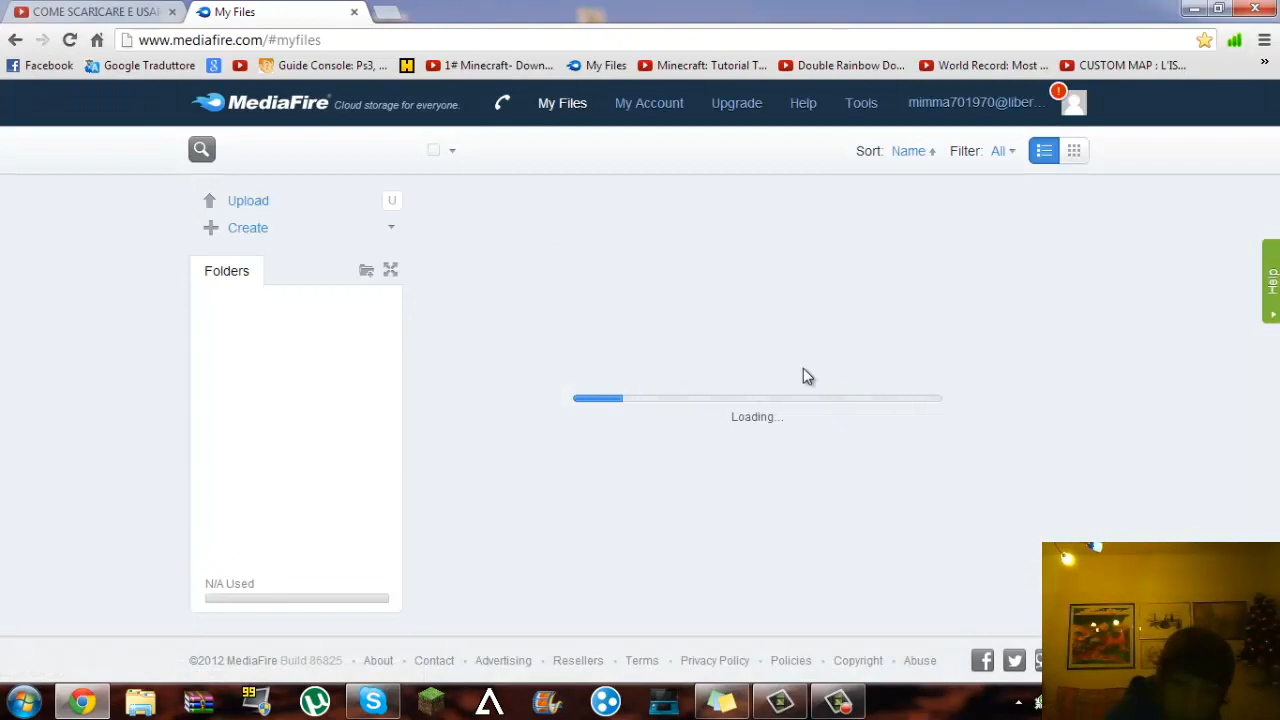 COME SCARICARE E USA
My Files
www.mediafire.com/#myfiles
Facebook
Google Traduttore
Guide Console: Ps3, ...
1# Minecraft- Down...
My Files
Minecraft: Tutorial T...
Double Rainbow Do...
World Record: Most ...
CUSTOM MAP : L'IS...
»
MediaFire® Cloud storage for everyone.
My Files
My Account
Upgrade
Help
Tools
mimma701970@liber...
!
Sort: Name
Filter: All
Upload
U
Create
Folders
Help
Loading...
N/A Used
©2012 MediaFire Build 86825
• About
• Contact
• Advertising
• Resellers
• Terms
• Privacy Policy
• Policies
• Copyright
• Abuse
99